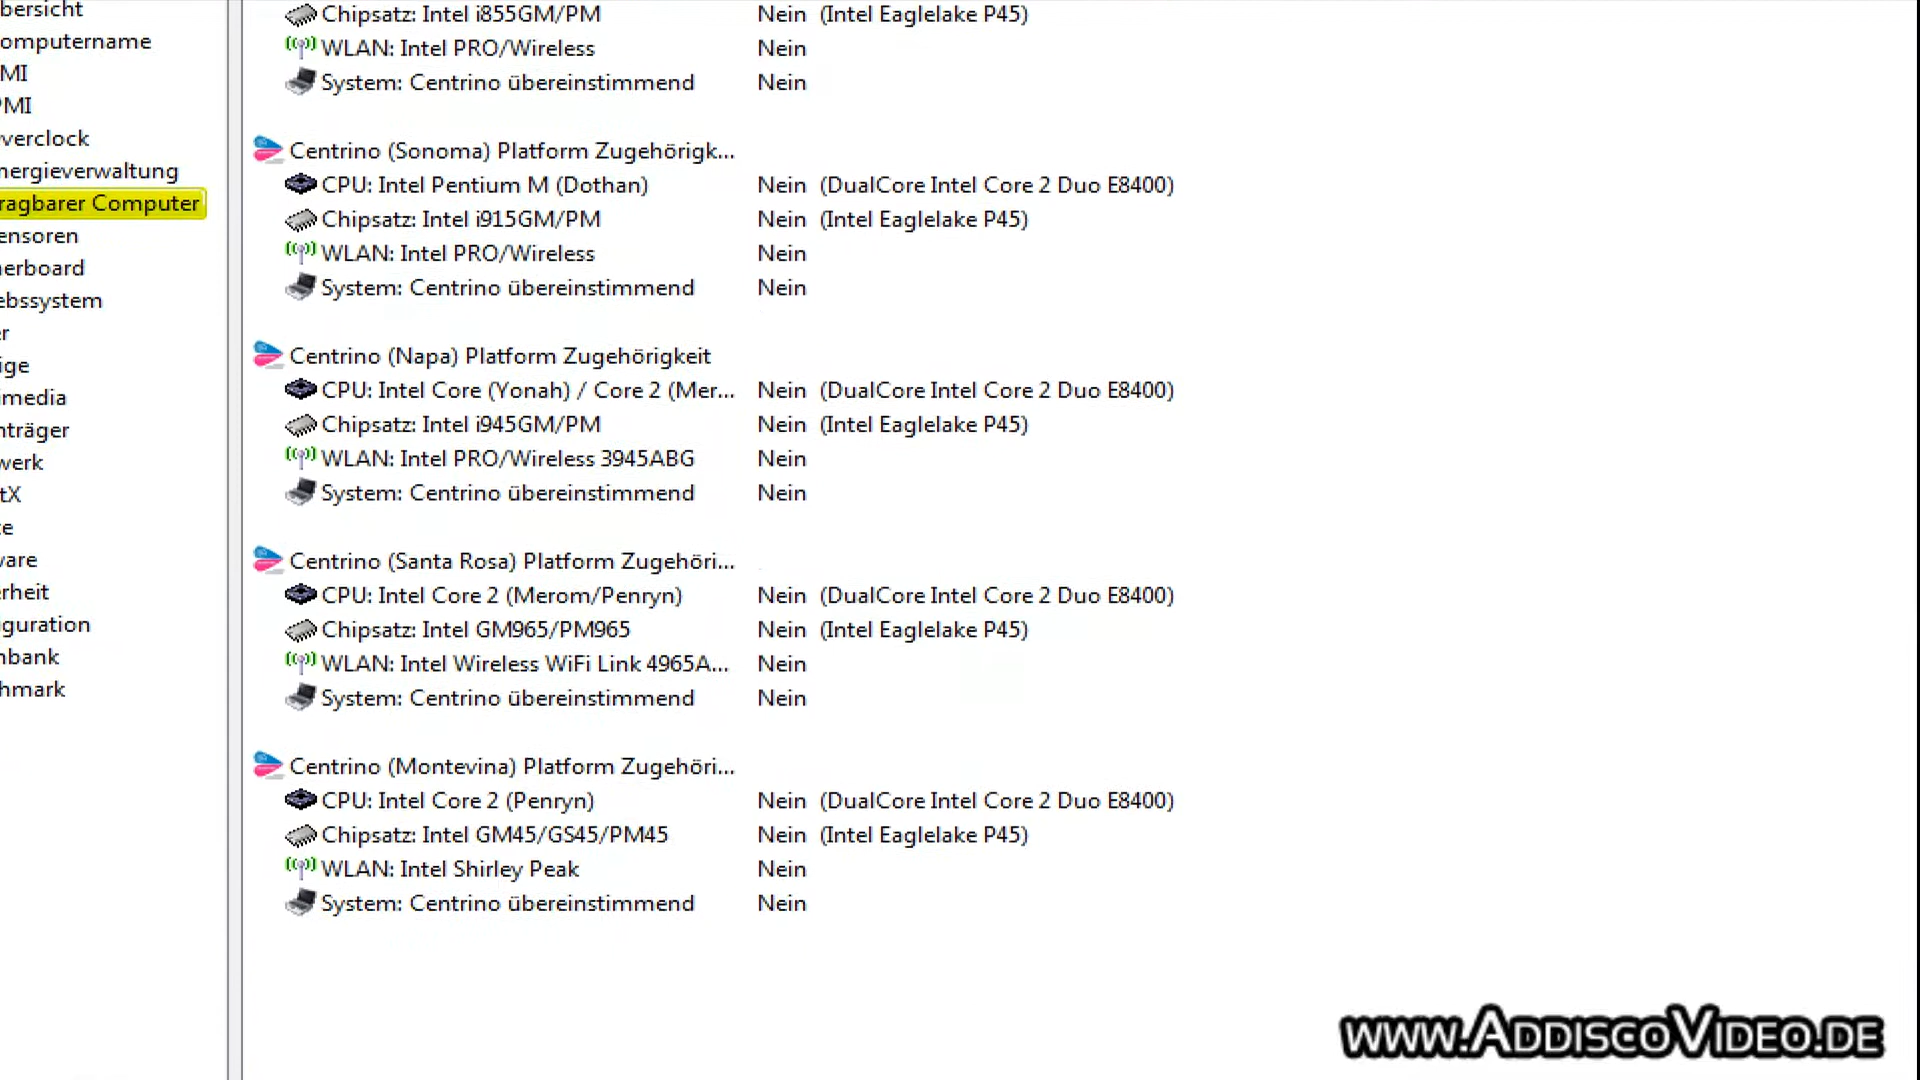 bersicht
omputername
MI
PMI
verclock
nergieverwaltung
ragbarer Computer
ensoren
erboard
ebssystem
r
ige
imedia
nträger
werk
tX
te
vare
rheit
iguration
nbank
hmark
Chipsatz: Intel i855GM/PM Nein (Intel Eaglelake P45)
WLAN: Intel PRO/Wireless Nein
System: Centrino übereinstimmend Nein
Centrino (Sonoma) Platform Zugehörigk...
CPU: Intel Pentium M (Dothan) Nein (DualCore Intel Core 2 Duo E8400)
Chipsatz: Intel i915GM/PM Nein (Intel Eaglelake P45)
WLAN: Intel PRO/Wireless Nein
System: Centrino übereinstimmend Nein
Centrino (Napa) Platform Zugehörigkeit
CPU: Intel Core (Yonah) / Core 2 (Mer... Nein (DualCore Intel Core 2 Duo E8400)
Chipsatz: Intel i945GM/PM Nein (Intel Eaglelake P45)
WLAN: Intel PRO/Wireless 3945ABG Nein
System: Centrino übereinstimmend Nein
Centrino (Santa Rosa) Platform Zugehöri...
CPU: Intel Core 2 (Merom/Penryn) Nein (DualCore Intel Core 2 Duo E8400)
Chipsatz: Intel GM965/PM965 Nein (Intel Eaglelake P45)
WLAN: Intel Wireless WiFi Link 4965A... Nein
System: Centrino übereinstimmend Nein
Centrino (Montevina) Platform Zugehöri...
CPU: Intel Core 2 (Penryn) Nein (DualCore Intel Core 2 Duo E8400)
Chipsatz: Intel GM45/GS45/PM45 Nein (Intel Eaglelake P45)
WLAN: Intel Shirley Peak Nein
System: Centrino übereinstimmend Nein
www.AddiscoVideo.de